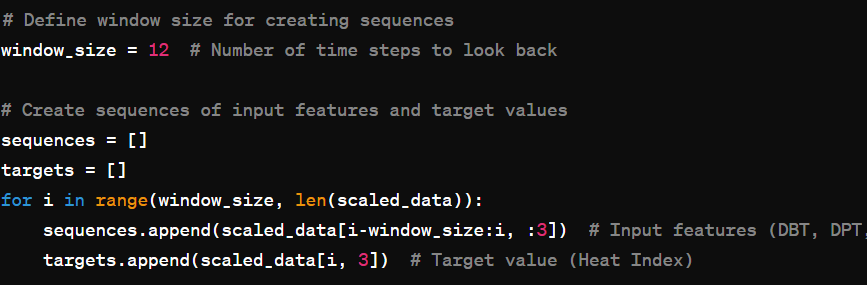 # Define window size for creating sequences
window_size = 12  # Number of time steps to look back
# Create sequences of input features and target values
sequences = []
targets = []
for i in range(window_size, len(scaled_data)):
    sequences.append(scaled_data[i-window_size:i, :3])  # Input features (DBT, DPT,
    targets.append(scaled_data[i, 3])  # Target value (Heat Index)